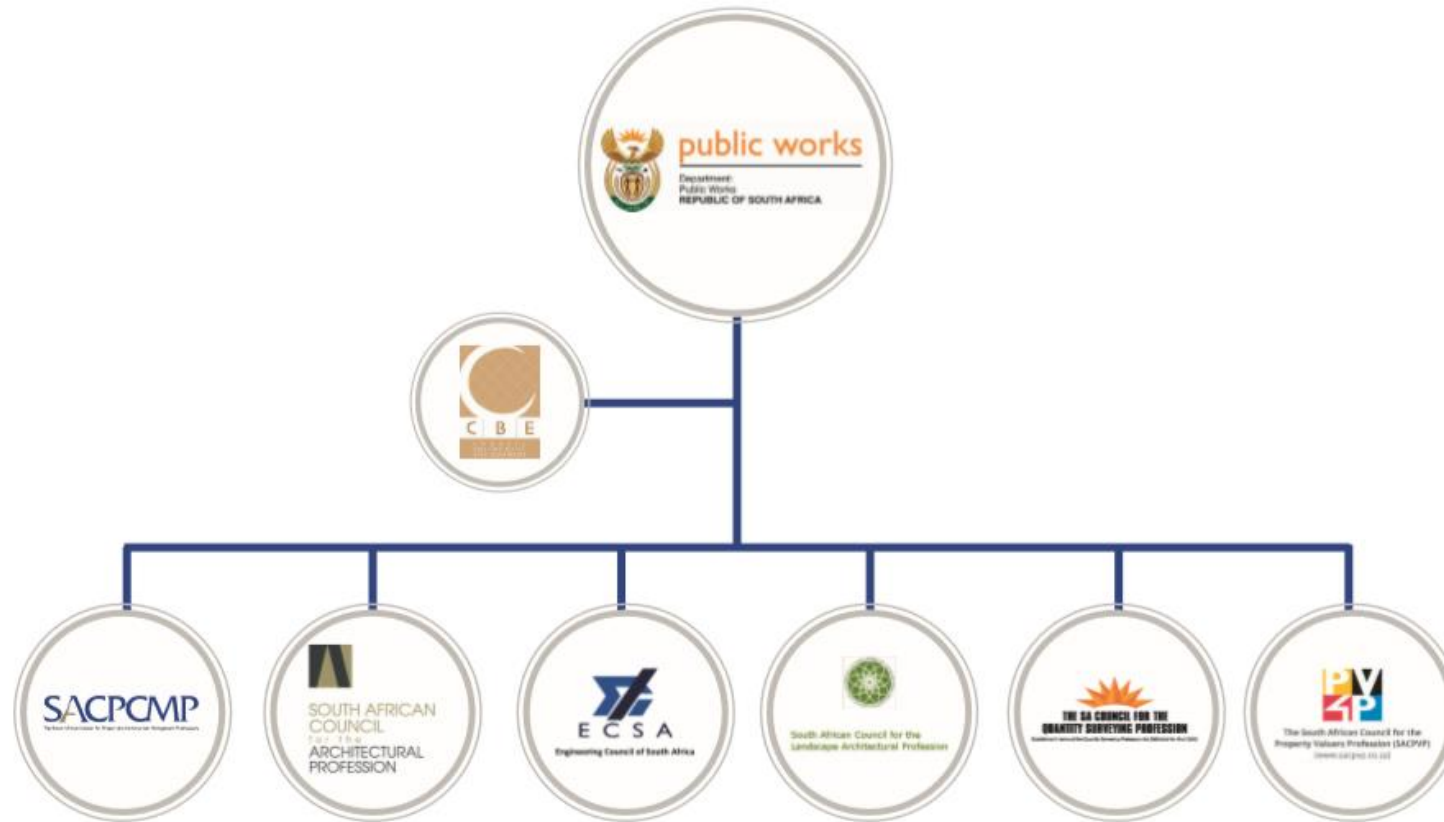 public works
Department:
Public Works
REPUBLIC OF SOUTH AFRICA
C B E
SACPCMP
SOUTH AFRICAN
COUNCIL
for the
ARCHITECTURAL
PROFESSION
ECSA
Engineering Council of South Africa
South African Council for the
Landscape Architectural Profession
THE SA COUNCIL FOR THE
QUANTITY SURVEYING PROFESSION
PV
P
The South African Council for the
Property Valuers Profession (SACPVP)